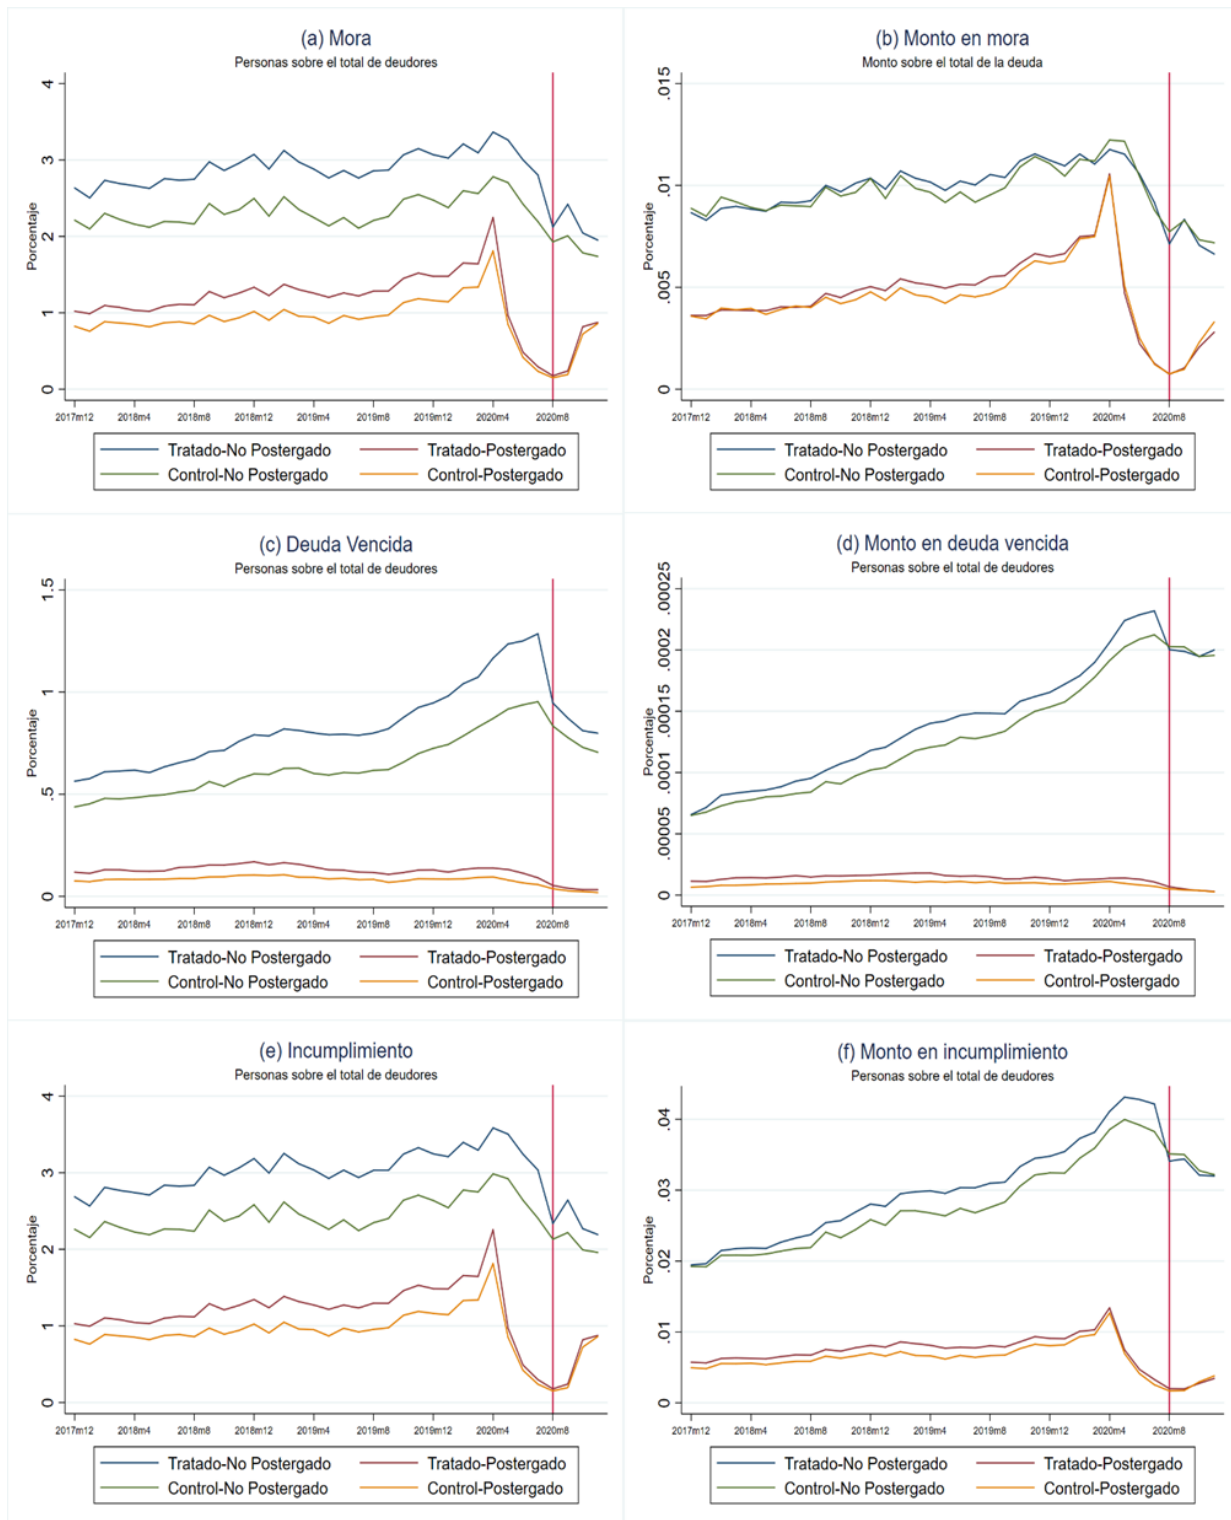 (a) Mora
Personas sobre el total de deudores
Porcentaje
4
3
2
1
0
2017m12 2018m4 2018m8 2018m12 2019m4 2019m8 2019m12 2020m4 2020m8
Tratado-No Postergado Tratado-Postergado
Control-No Postergado Control-Postergado
(b) Monto en mora
Monto sobre el total de la deuda
Porcentaje
.015
.01
.005
0
2017m12 2018m4 2018m8 2018m12 2019m4 2019m8 2019m12 2020m4 2020m8
Tratado-No Postergado Tratado-Postergado
Control-No Postergado Control-Postergado
(c) Deuda Vencida
Personas sobre el total de deudores
Porcentaje
1.5
1
.5
0
2017m12 2018m4 2018m8 2018m12 2019m4 2019m8 2019m12 2020m4 2020m8
Tratado-No Postergado Tratado-Postergado
Control-No Postergado Control-Postergado
(d) Monto en deuda vencida
Personas sobre el total de deudores
Porcentaje
.00025
.0002
.00015
.0001
.00005
0
2017m12 2018m4 2018m8 2018m12 2019m4 2019m8 2019m12 2020m4 2020m8
Tratado-No Postergado Tratado-Postergado
Control-No Postergado Control-Postergado
(e) Incumplimiento
Personas sobre el total de deudores
Porcentaje
4
3
2
1
0
2017m12 2018m4 2018m8 2018m12 2019m4 2019m8 2019m12 2020m4 2020m8
Tratado-No Postergado Tratado-Postergado
Control-No Postergado Control-Postergado
(f) Monto en incumplimiento
Personas sobre el total de deudores
Porcentaje
.04
.03
.02
.01
0
2017m12 2018m4 2018m8 2018m12 2019m4 2019m8 2019m12 2020m4 2020m8
Tratado-No Postergado Tratado-Postergado
Control-No Postergado Control-Postergado